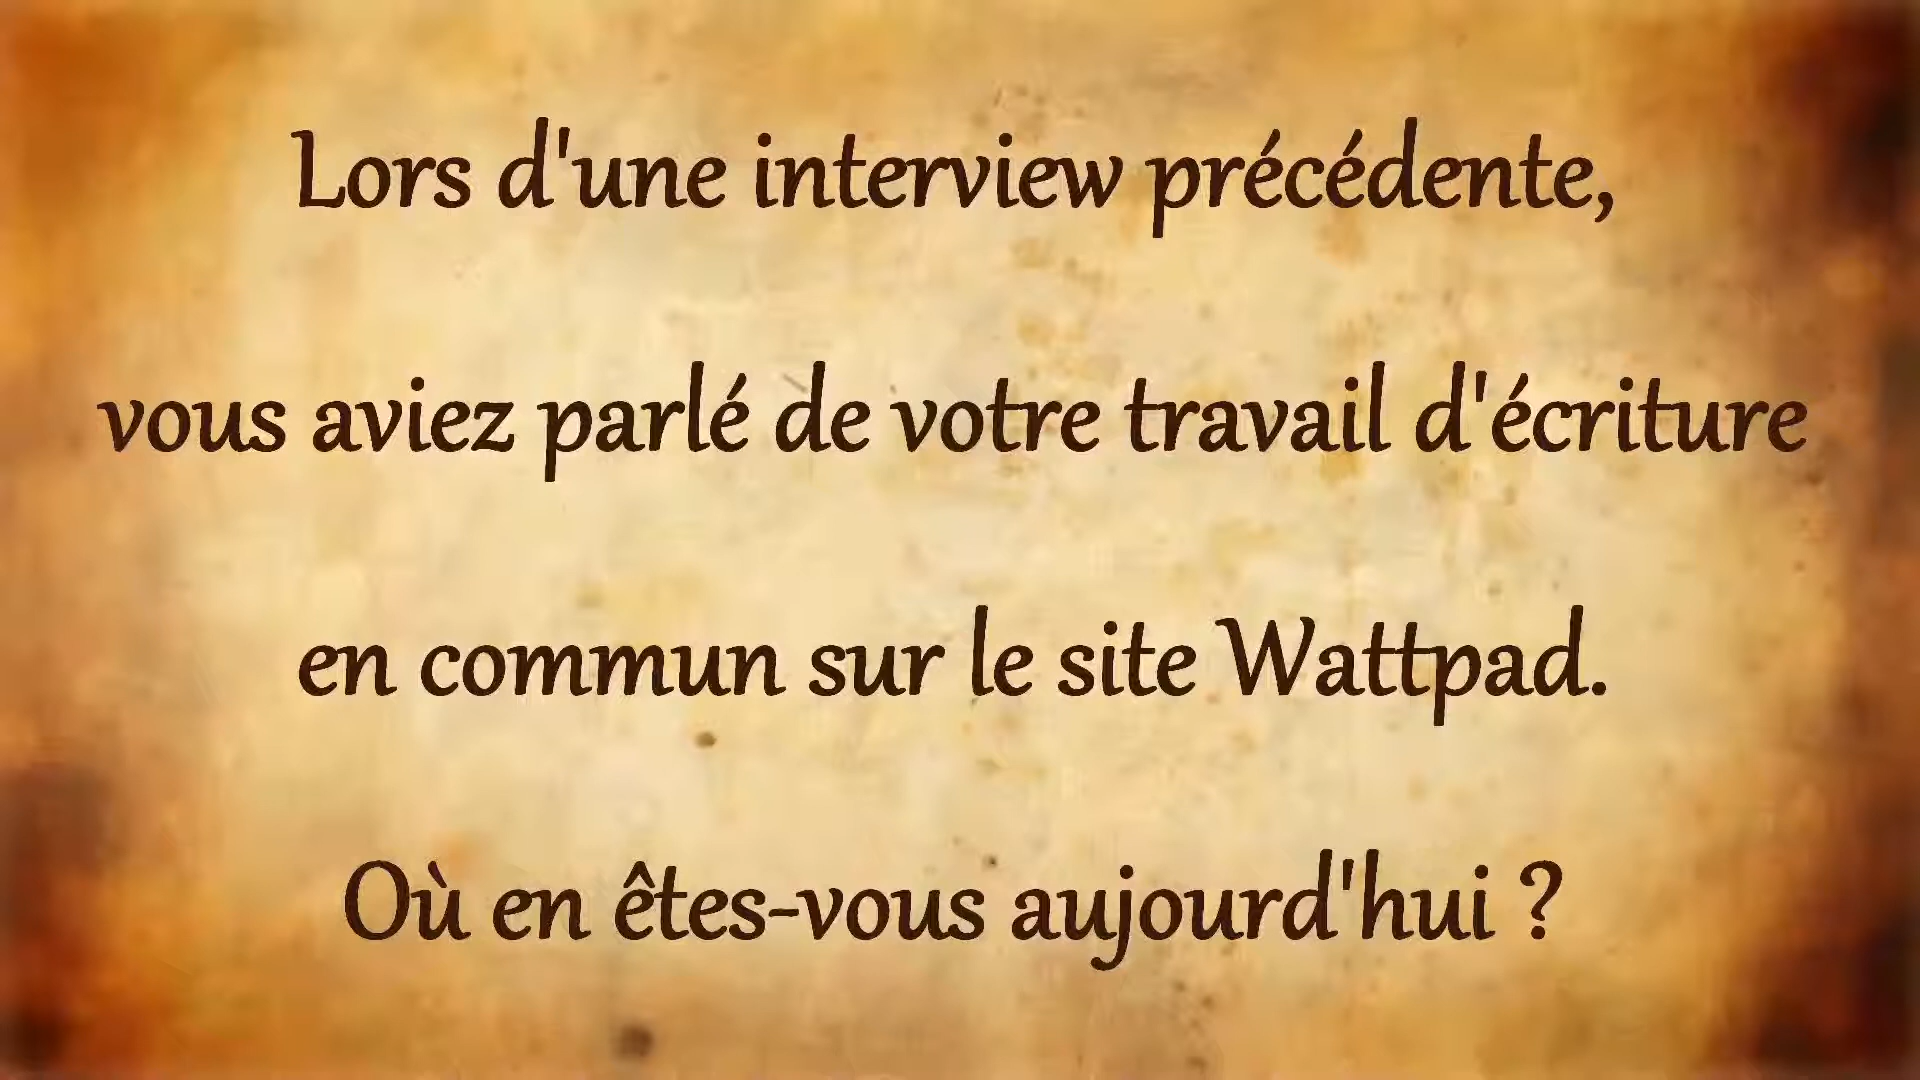 Lors d'une interview précédente,
vous aviez parlé de votre travail d'écriture
en commun sur le site Wattpad.
Où en êtes-vous aujourd'hui ?